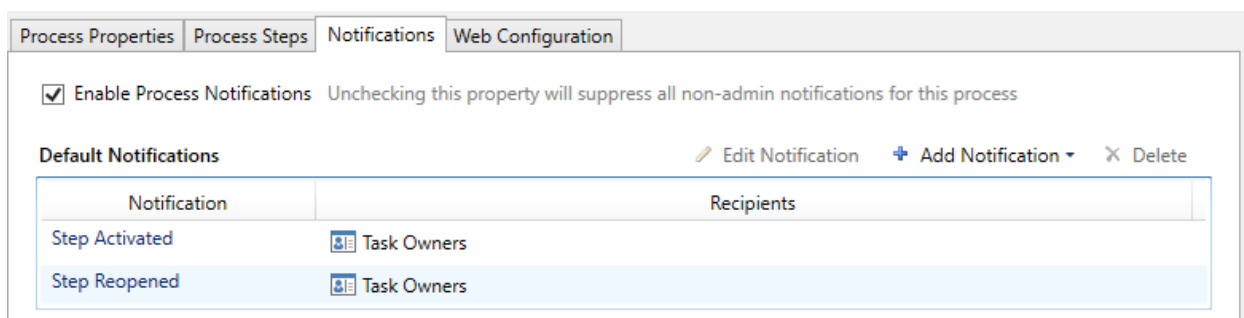 Process Properties Process Steps Notifications Web Configuration
Enable Process Notifications Unchecking this property will suppress all non-admin notifications for this process
Default Notifications Edit Notification Add Notification Delete
Notification Recipients
Step Activated Task Owners
Step Reopened Task Owners